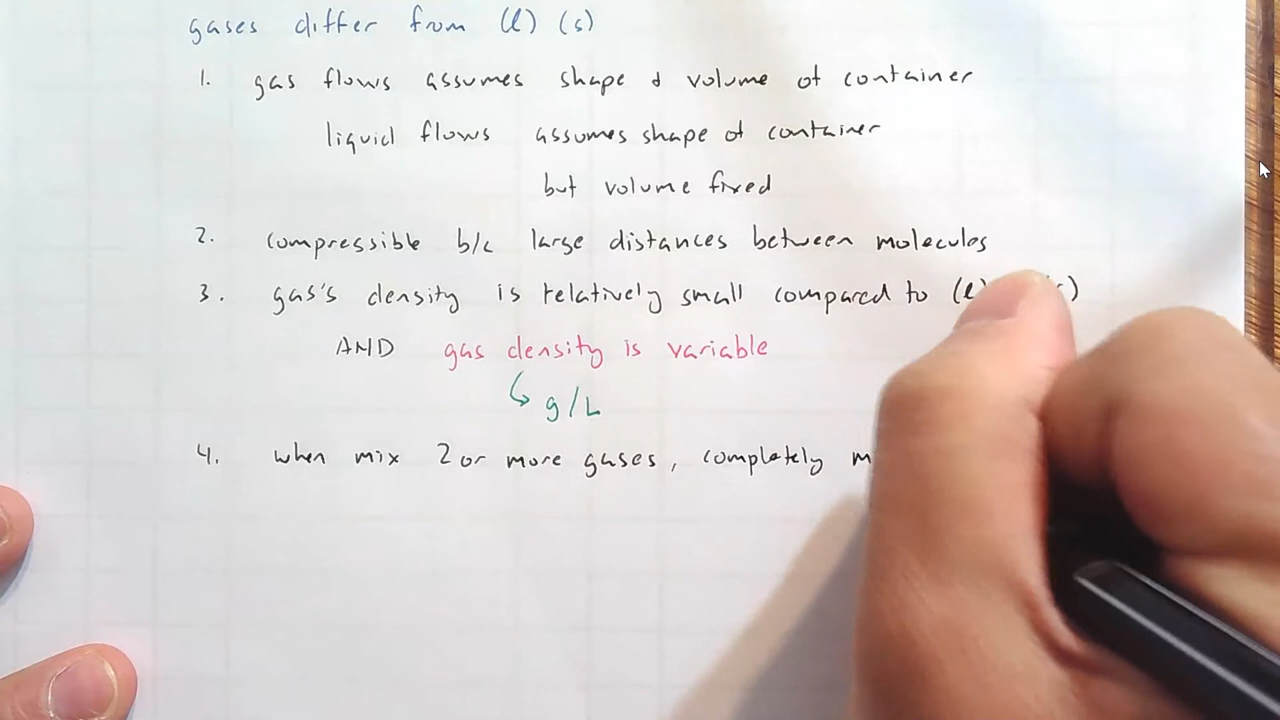 gases differ from (l) (s)
1. gas flows assumes shape & volume of container
liquid flows assumes shape of container
but volume fixed
2. compressible b/c large distances between molecules
3. gas's density is relatively small compared to (l)
AND gas density is variable
↳ g/L
4. when mix 2 or more gases, completely